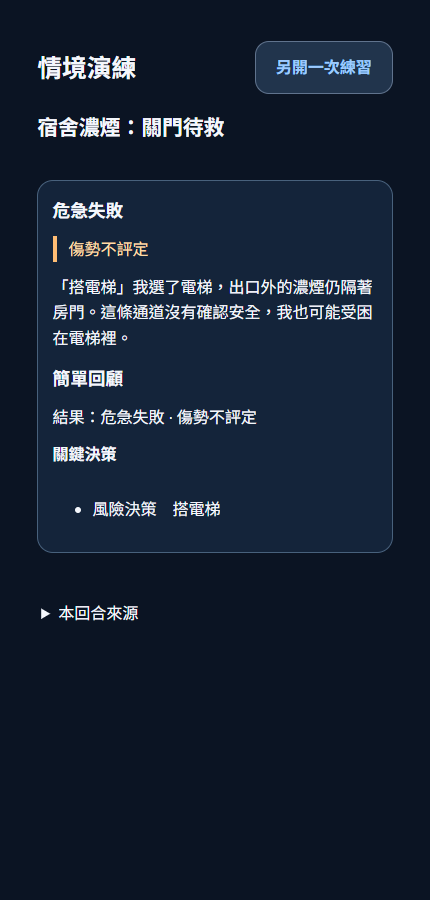 情境演練
另開一次練習
宿舍濃煙：關門待救
危急失敗
傷勢不評定
「搭電梯」我選了電梯，出口外的濃煙仍隔著
房門。這條通道沒有確認安全，我也可能受困
在電梯裡。
簡單回顧
結果：危急失敗 · 傷勢不評定
關鍵決策
• 風險決策　搭電梯
▶ 本回合來源